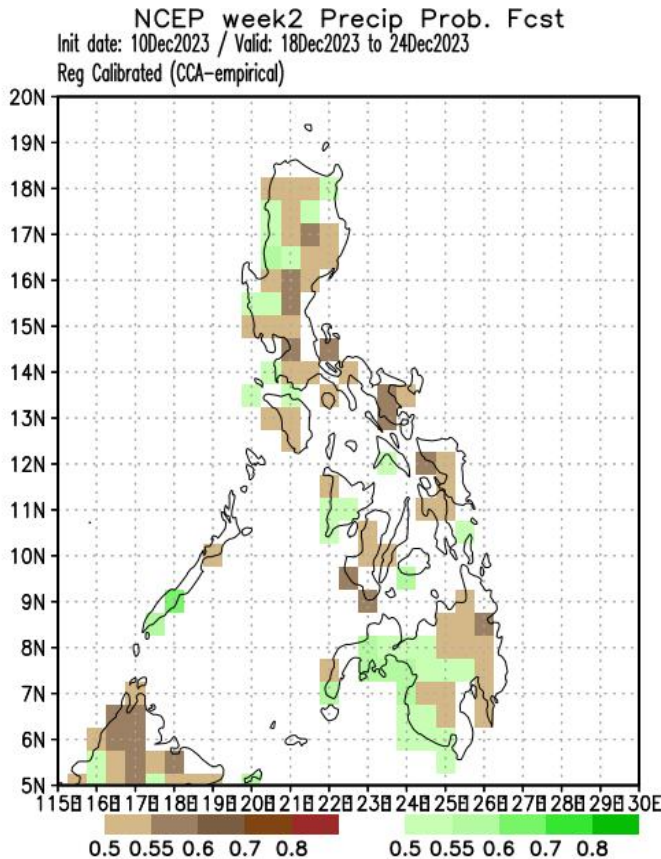 NCEP week2 Precip Prob. Fcst
Init date: 10Dec2023 / Valid: 18Dec2023 to 24Dec2023
Reg Calibrated (CCA-empirical)
20N
19N
18N
17N
16N
15N
14N
13N
12N
11N
10N
9N
8N
7N
6N
5N
115E 116E 117E 118E 119E 120E 121E 122E 123E 124E 125E 126E 127E 128E 129E 130E
0.5 0.55 0.6 0.7 0.8 0.5 0.55 0.6 0.7 0.8